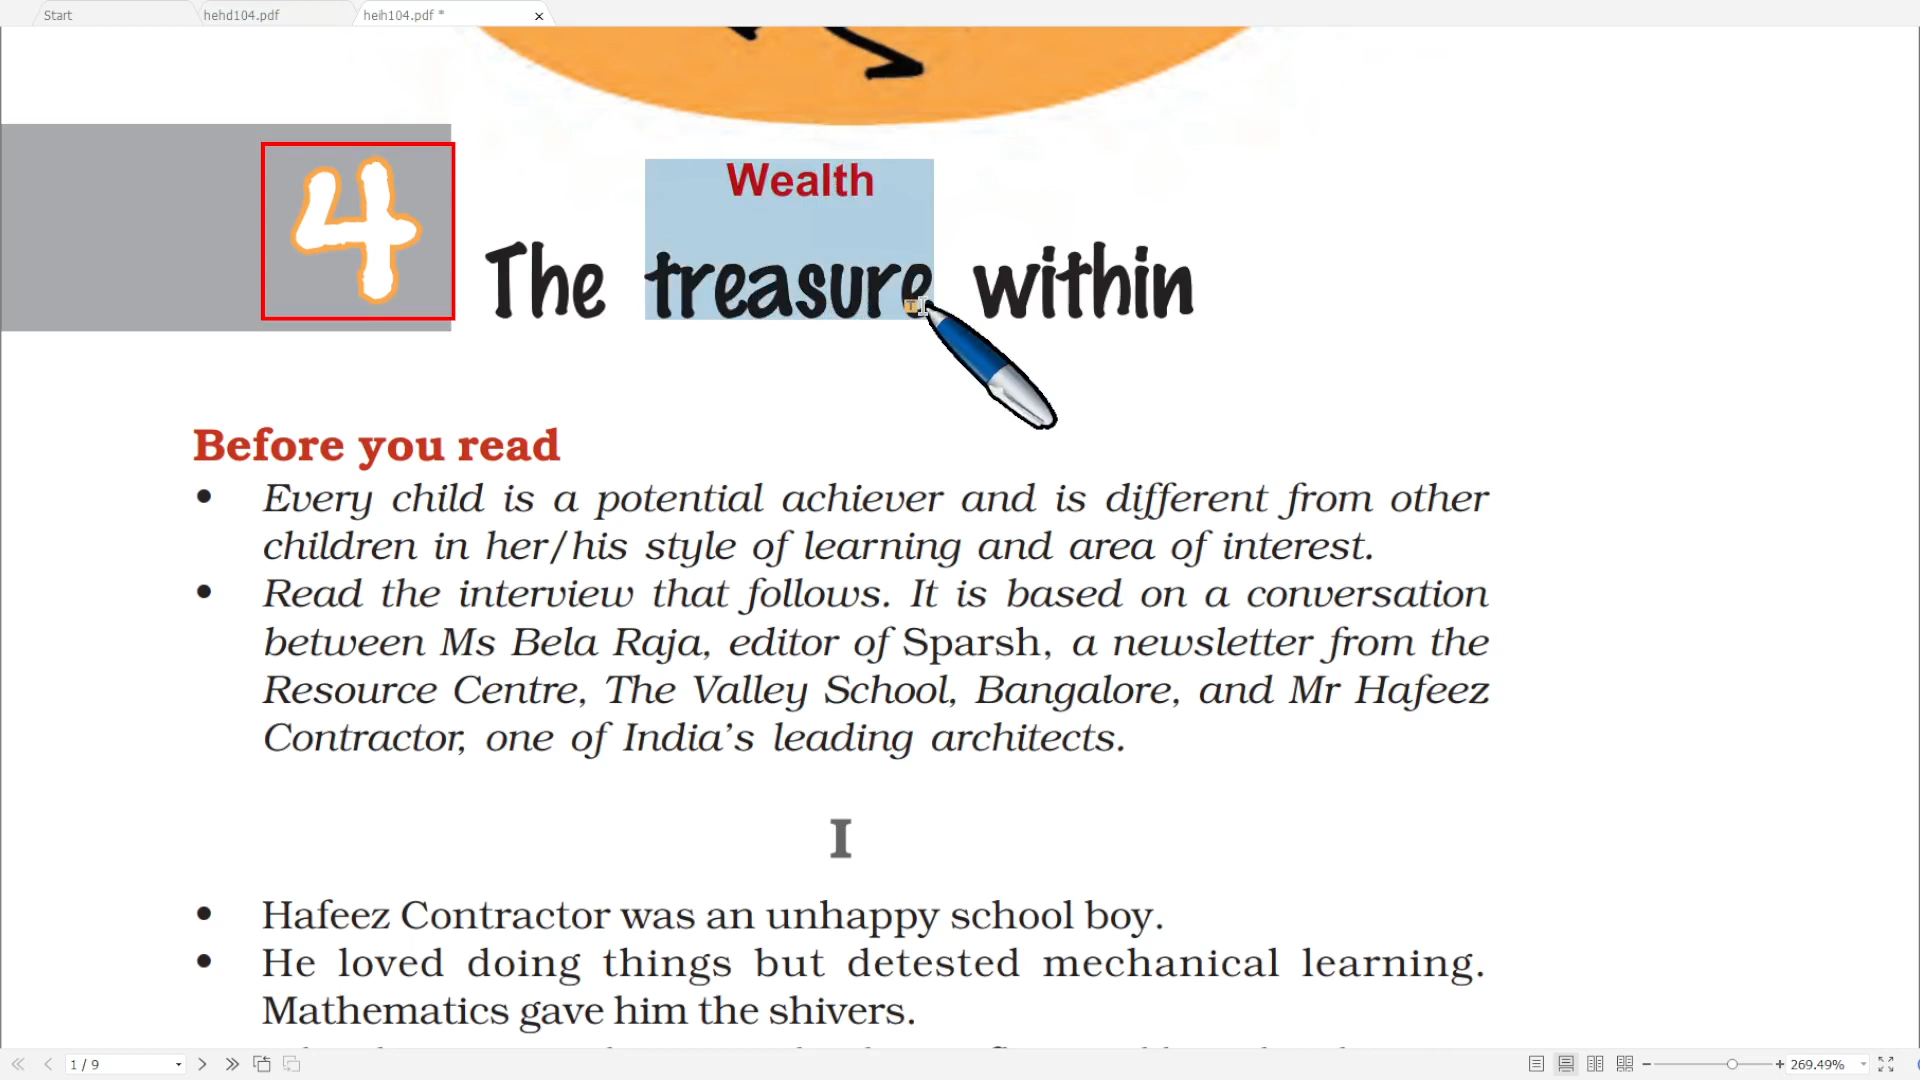 Start
hehd104.pdf
heih104.pdf *
4
Wealth
The treasure within
Before you read
• Every child is a potential achiever and is different from other
children in her/his style of learning and area of interest.
• Read the interview that follows. It is based on a conversation
between Ms Bela Raja, editor of Sparsh, a newsletter from the
Resource Centre, The Valley School, Bangalore, and Mr Hafeez
Contractor, one of India's leading architects.
I
• Hafeez Contractor was an unhappy school boy.
• He loved doing things but detested mechanical learning.
Mathematics gave him the shivers.
1 / 9
269.49%